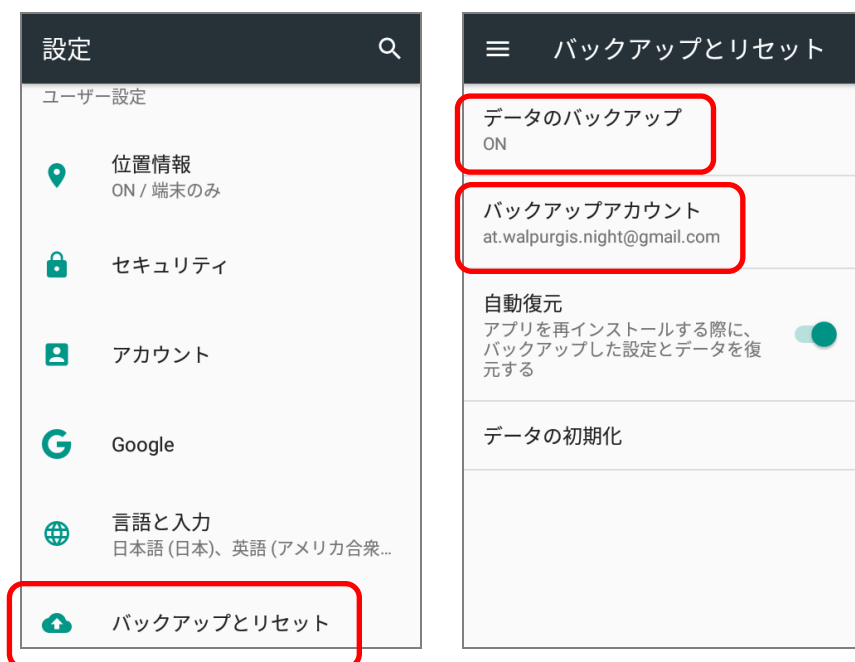 設定
ユーザー設定
位置情報
ON / 端末のみ
セキュリティ
アカウント
Google
言語と入力
日本語 (日本)、英語 (アメリカ合衆...
バックアップとリセット
バックアップとリセット
データのバックアップ
ON
バックアップアカウント
at.walpurgis.night@gmail.com
自動復元
アプリを再インストールする際に、
バックアップした設定とデータを復
元する
データの初期化